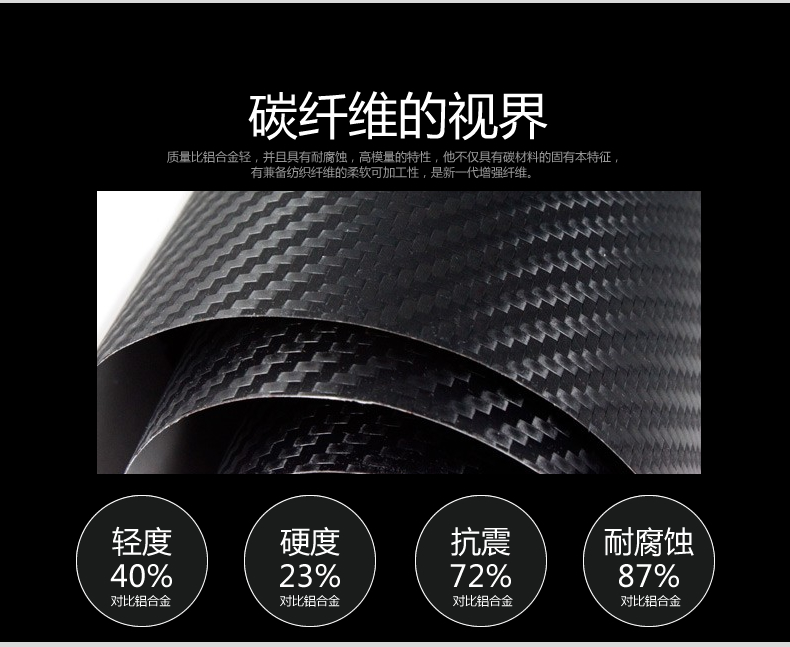 碳纤维的视界
质量比铝合金轻，并且具有耐腐蚀，高模量的特性，他不仅具有碳材料的固有本特征，
有兼备纺织纤维的柔软可加工性，是新一代增强纤维。
轻度
40%
对比铝合金
硬度
23%
对比铝合金
抗震
72%
对比铝合金
耐腐蚀
87%
对比铝合金